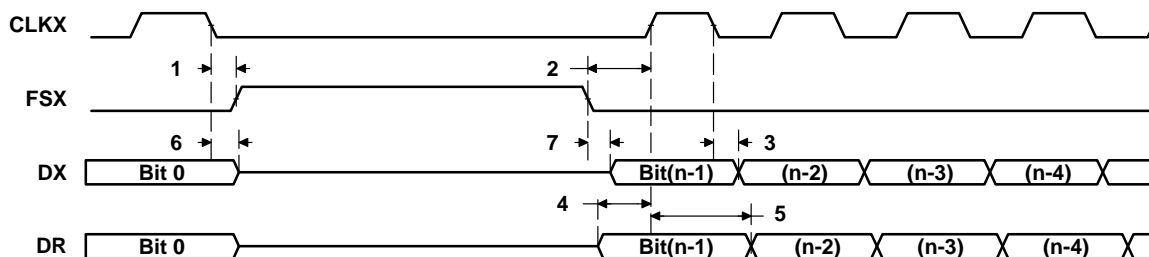 CLKX
1 2
FSX
6 7 3
DX Bit 0 Bit(n-1) (n-2) (n-3) (n-4)
4 5
DR Bit 0 Bit(n-1) (n-2) (n-3) (n-4)